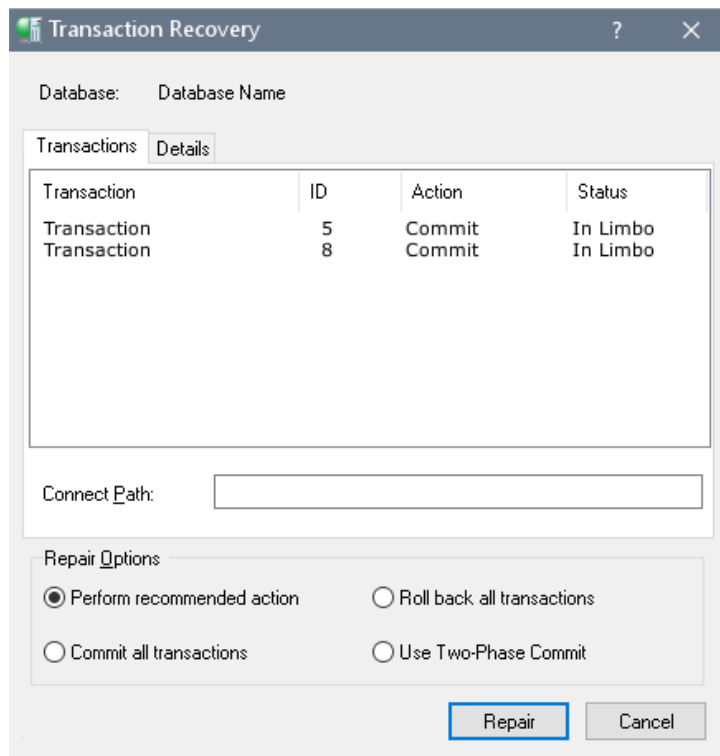 Transaction Recovery ?
Database: Database Name
Transactions Details
Transaction ID Action Status
Transaction 5 Commit In Limbo
Transaction 8 Commit In Limbo
Connect Path:
Repair Options
Perform recommended action Roll back all transactions
Commit all transactions Use Two-Phase Commit
Repair Cancel